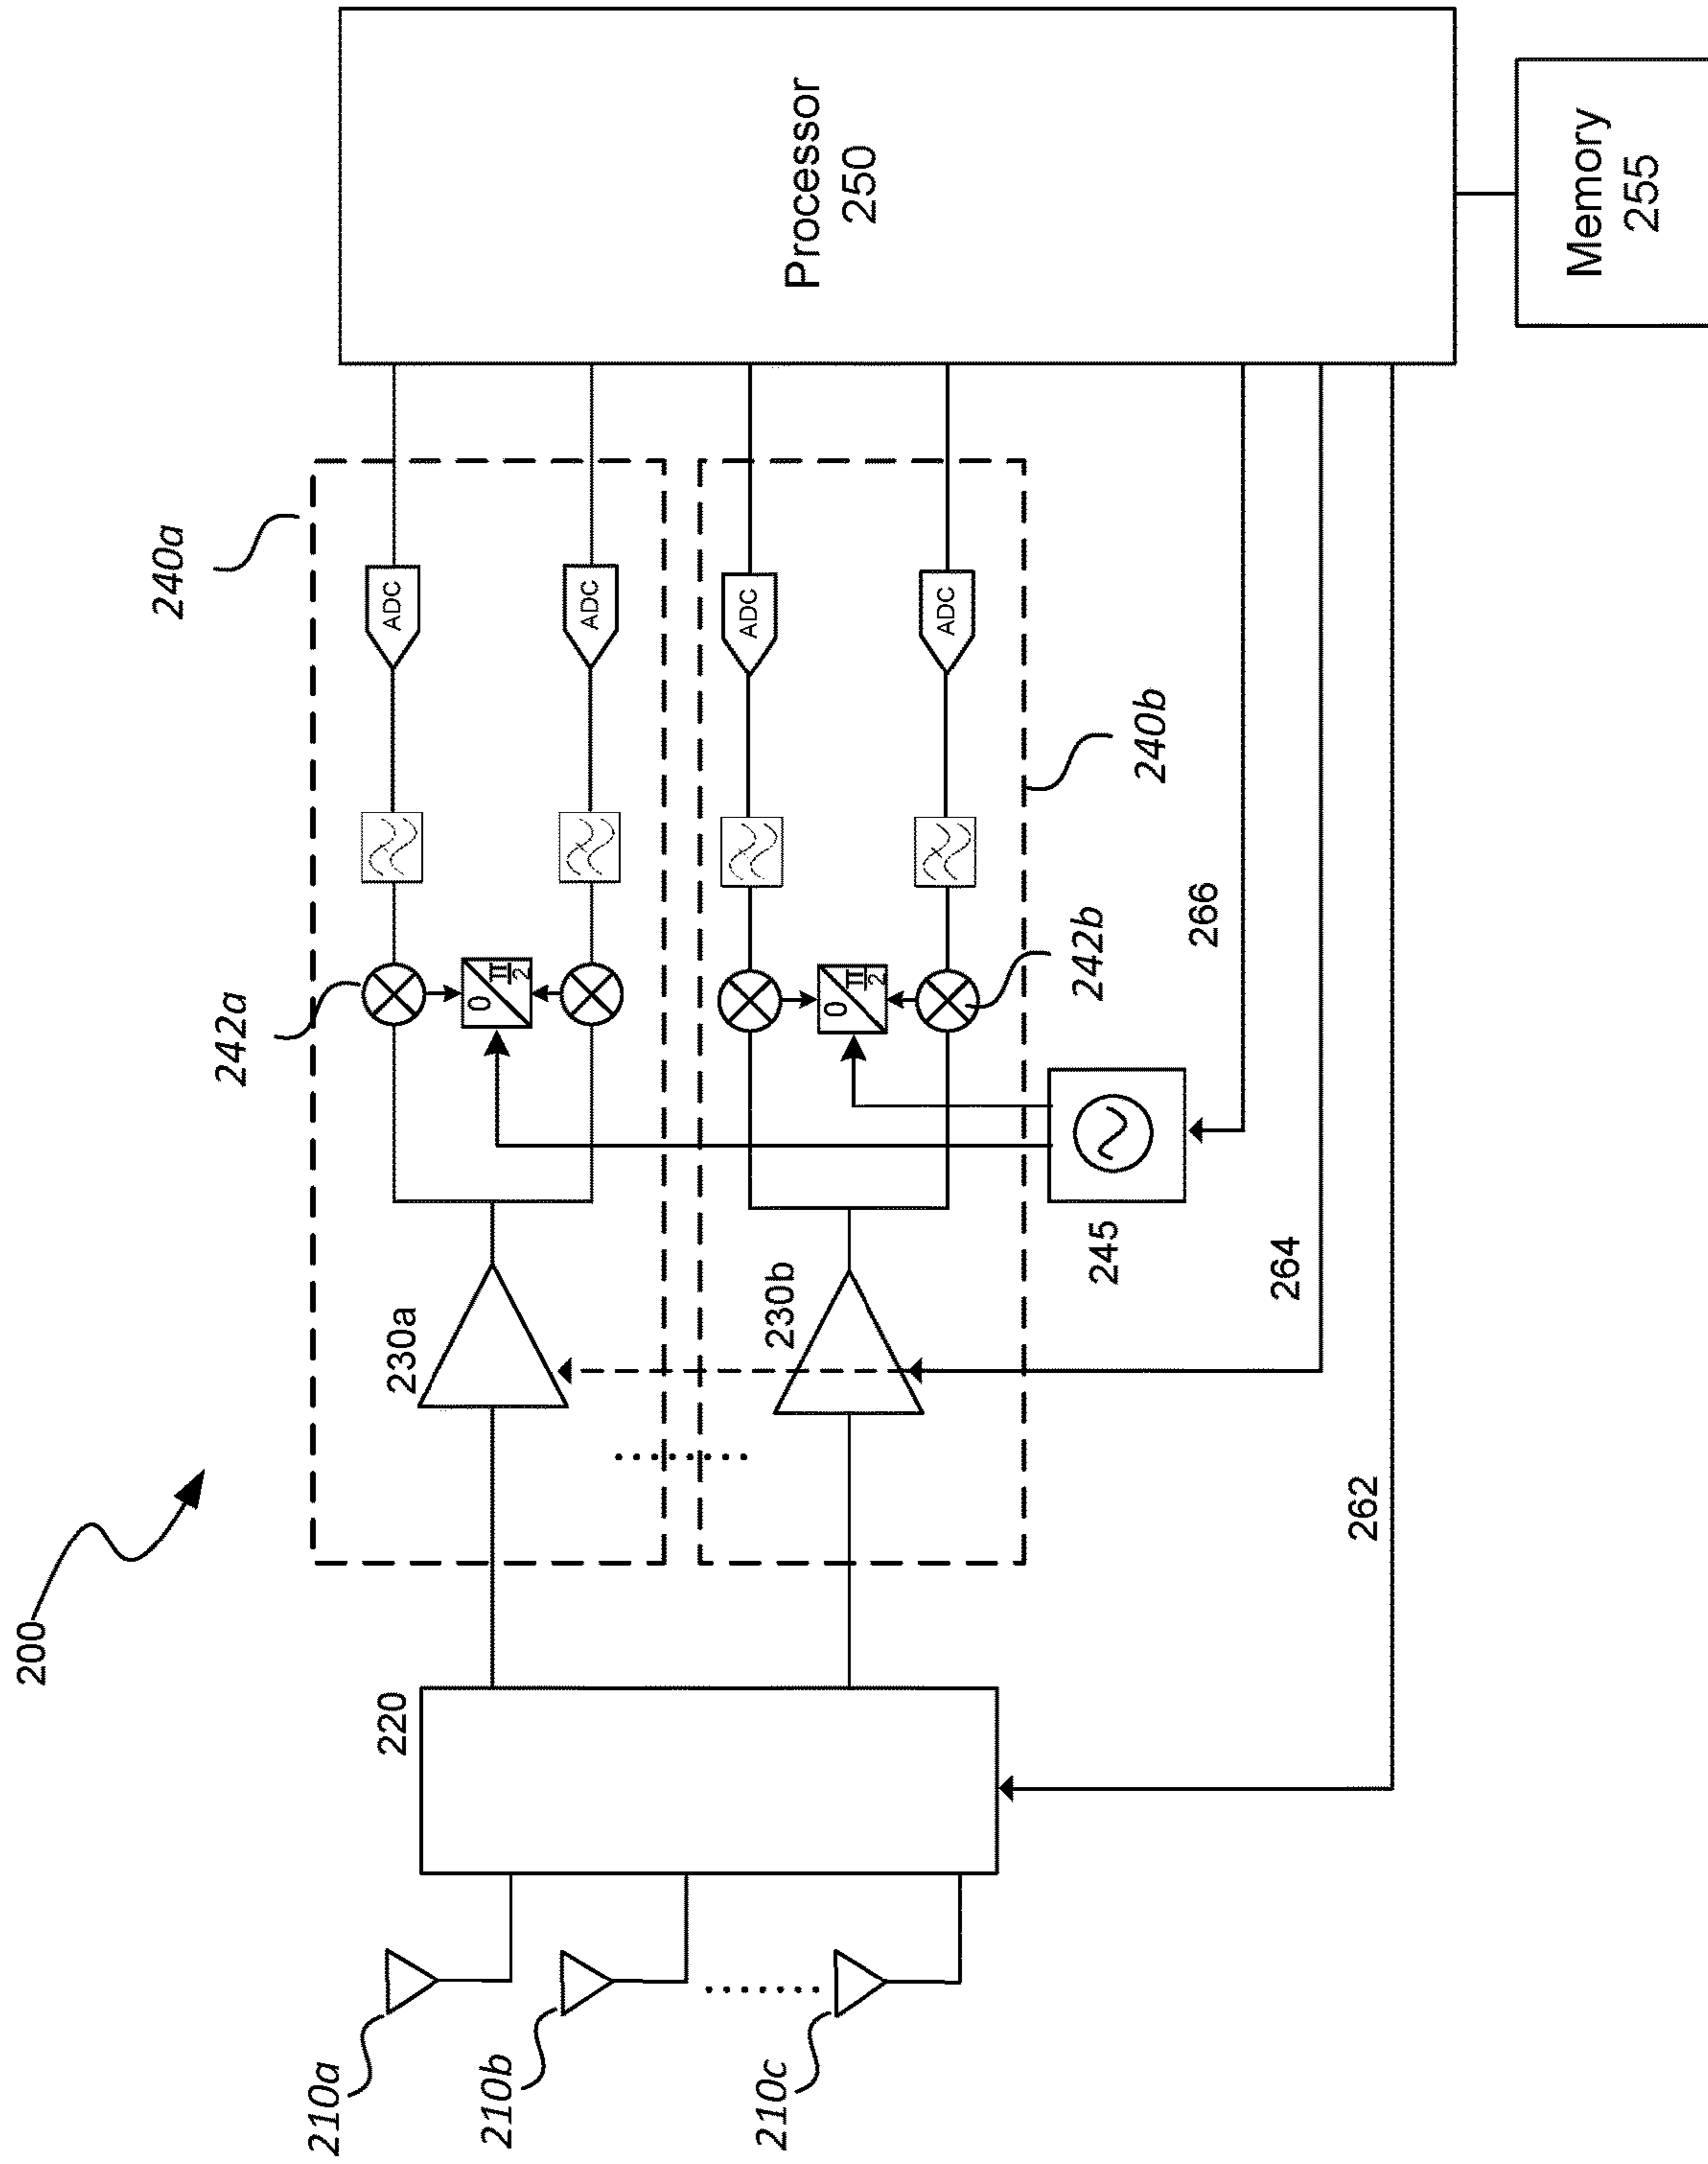 200
210a
210b
210c
220
230a
230b
240a
242a
0
π
2
ADC
ADC
240b
242b
0
π
2
ADC
ADC
245
262
264
266
Processor
250
Memory
255